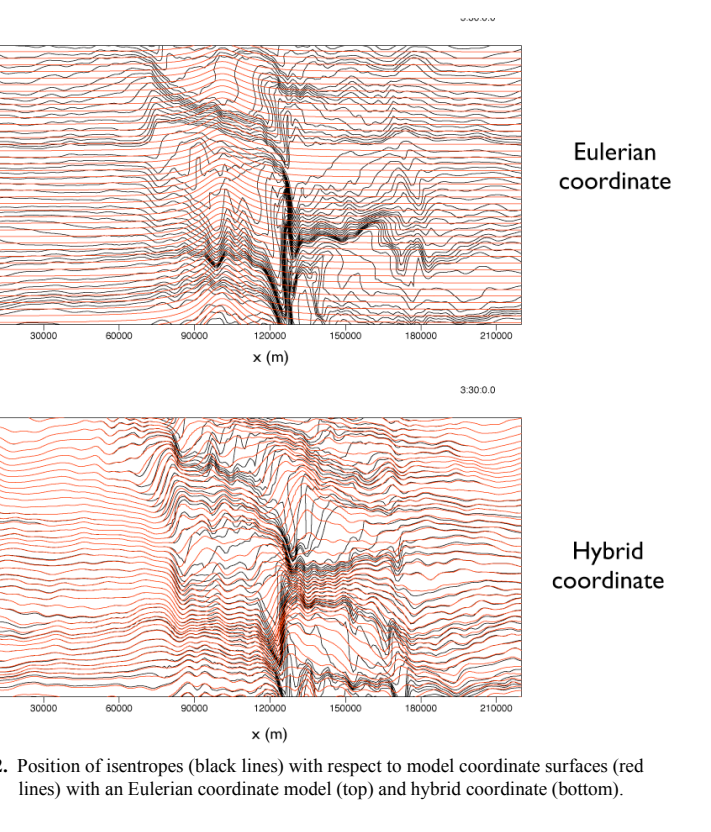 Eulerian
coordinate
30000 60000 90000 120000 150000 180000 210000
x (m)
3:30:0.0
Hybrid
coordinate
30000 60000 90000 120000 150000 180000 210000
x (m)
2. Position of isentropes (black lines) with respect to model coordinate surfaces (red
lines) with an Eulerian coordinate model (top) and hybrid coordinate (bottom).